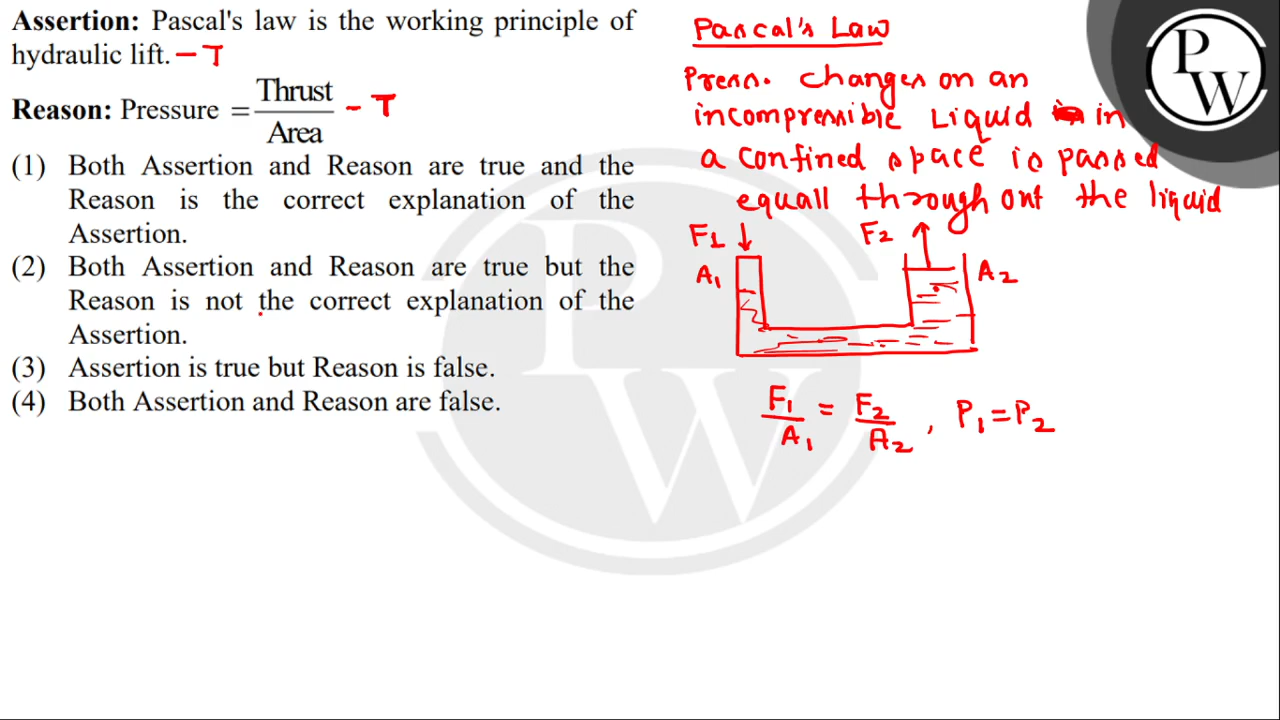 Assertion: Pascal's law is the working principle of
hydraulic lift. – T
Reason: Pressure = Thrust / Area – T
(1) Both Assertion and Reason are true and the
Reason is the correct explanation of the
Assertion.
(2) Both Assertion and Reason are true but the
Reason is not the correct explanation of the
Assertion.
(3) Assertion is true but Reason is false.
(4) Both Assertion and Reason are false.
Pascal's Law
Press. changes on an
incompressible Liquid in
a confined space is passed
equall through out the liquid
F1 F2
A1 A2
F1/A1 = F2/A2, P1 = P2
P
W
P
W